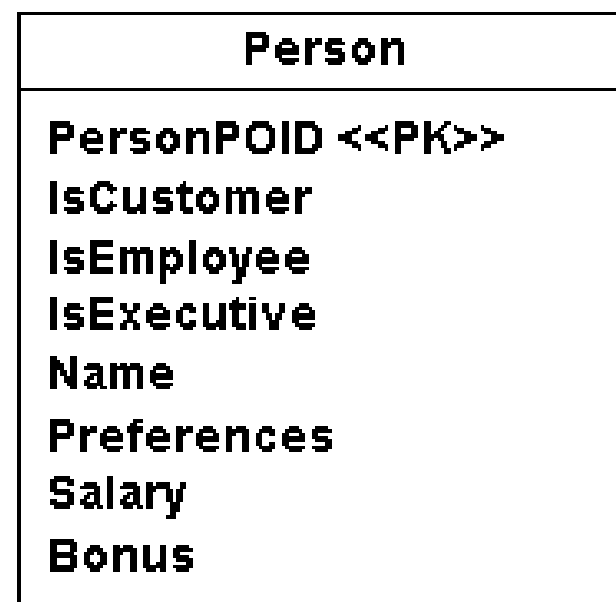 Person
PersonPOID <<PK>>
IsCustomer
IsEmployee
IsExecutive
Name
Preferences
Salary
Bonus